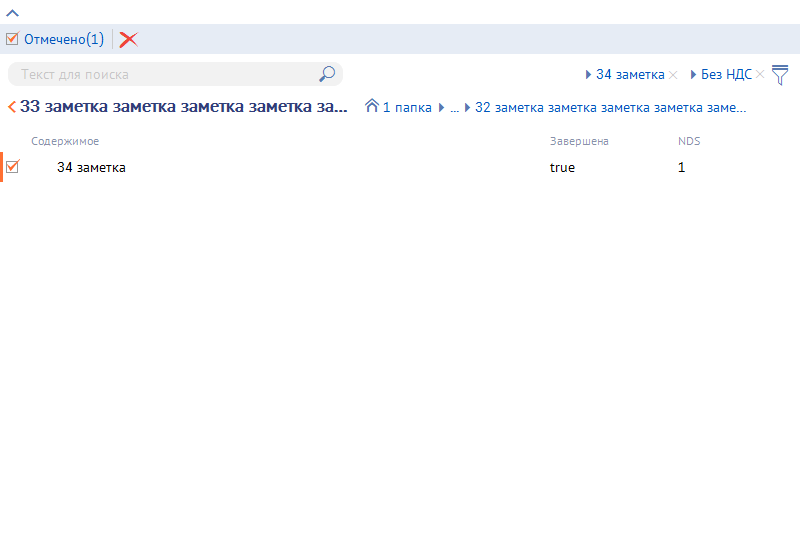 Отмечено(1)
Текст для поиска 34 заметка Без НДС
33 заметка заметка заметка заметка за... 1 папка ... 32 заметка заметка заметка заметка заме...
Содержимое Завершена NDS
34 заметка true 1